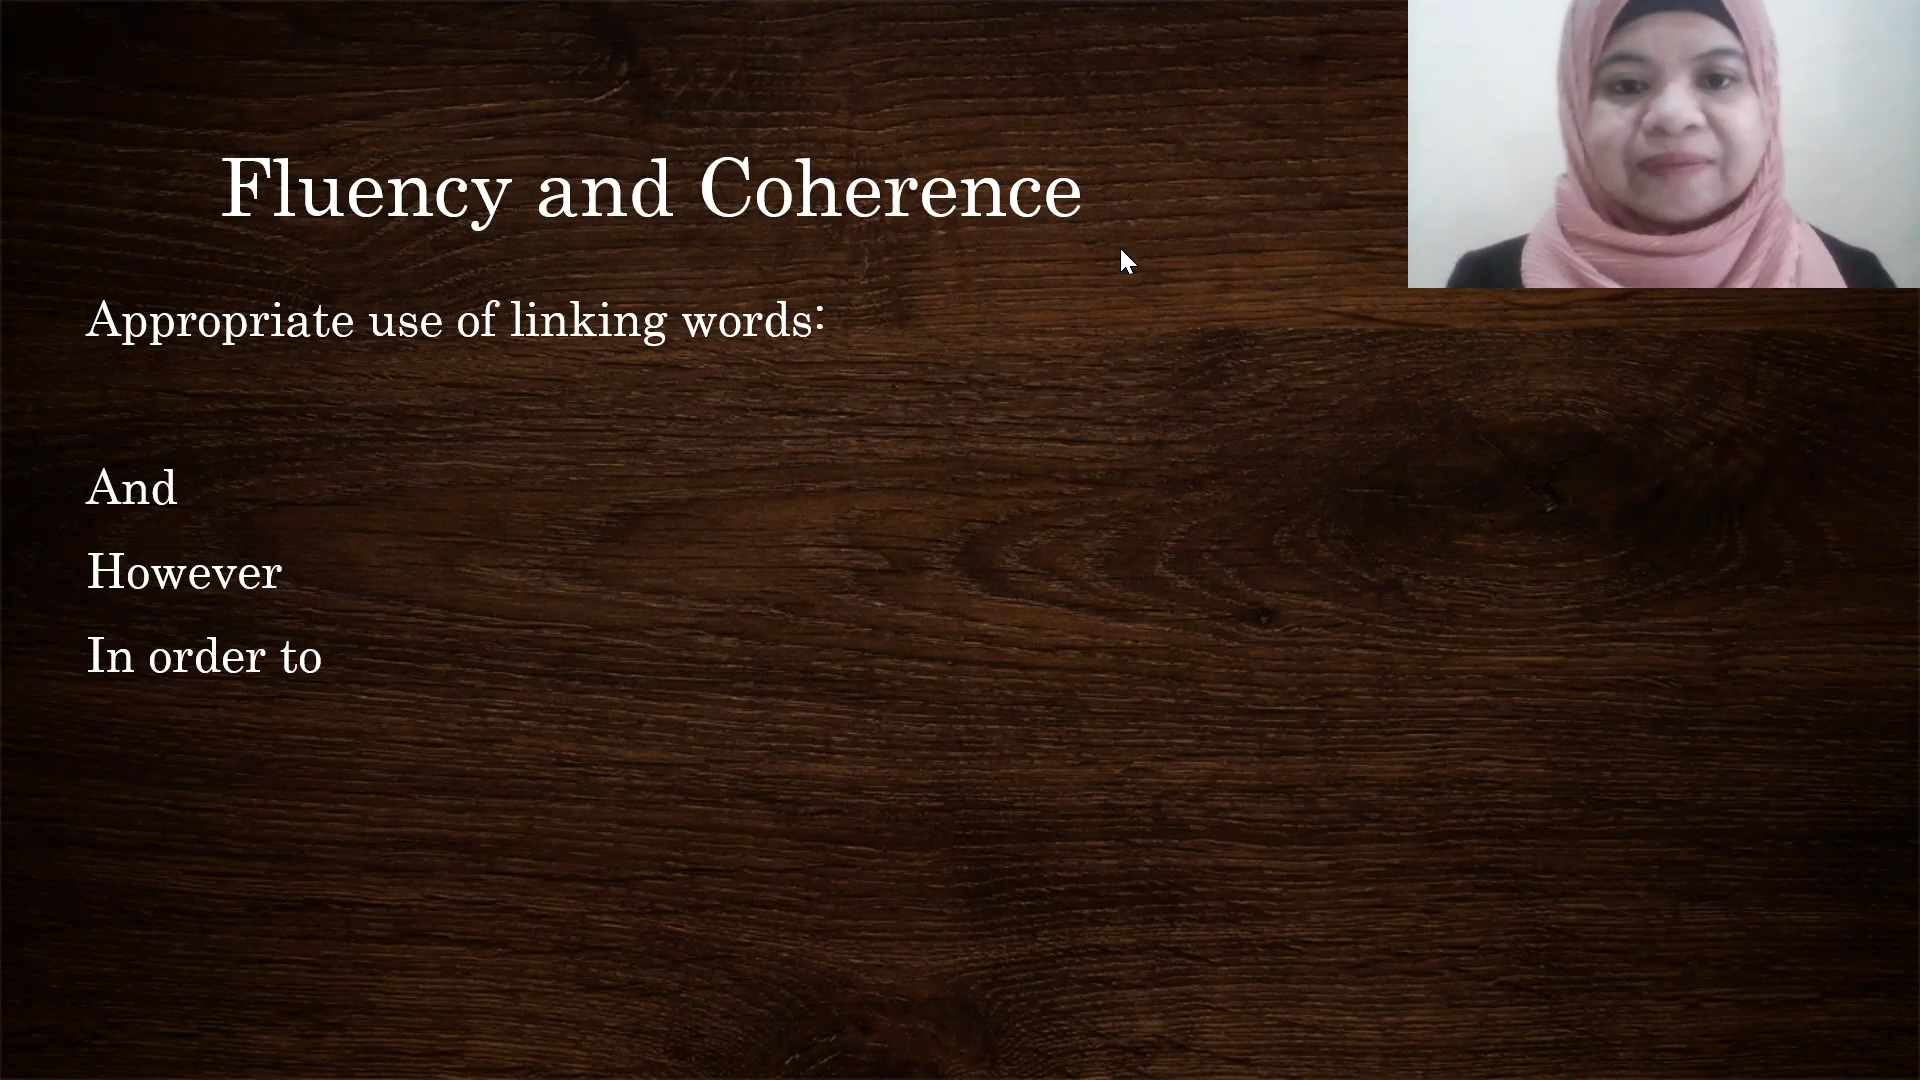 Fluency and Coherence
Appropriate use of linking words:
And
However
In order to